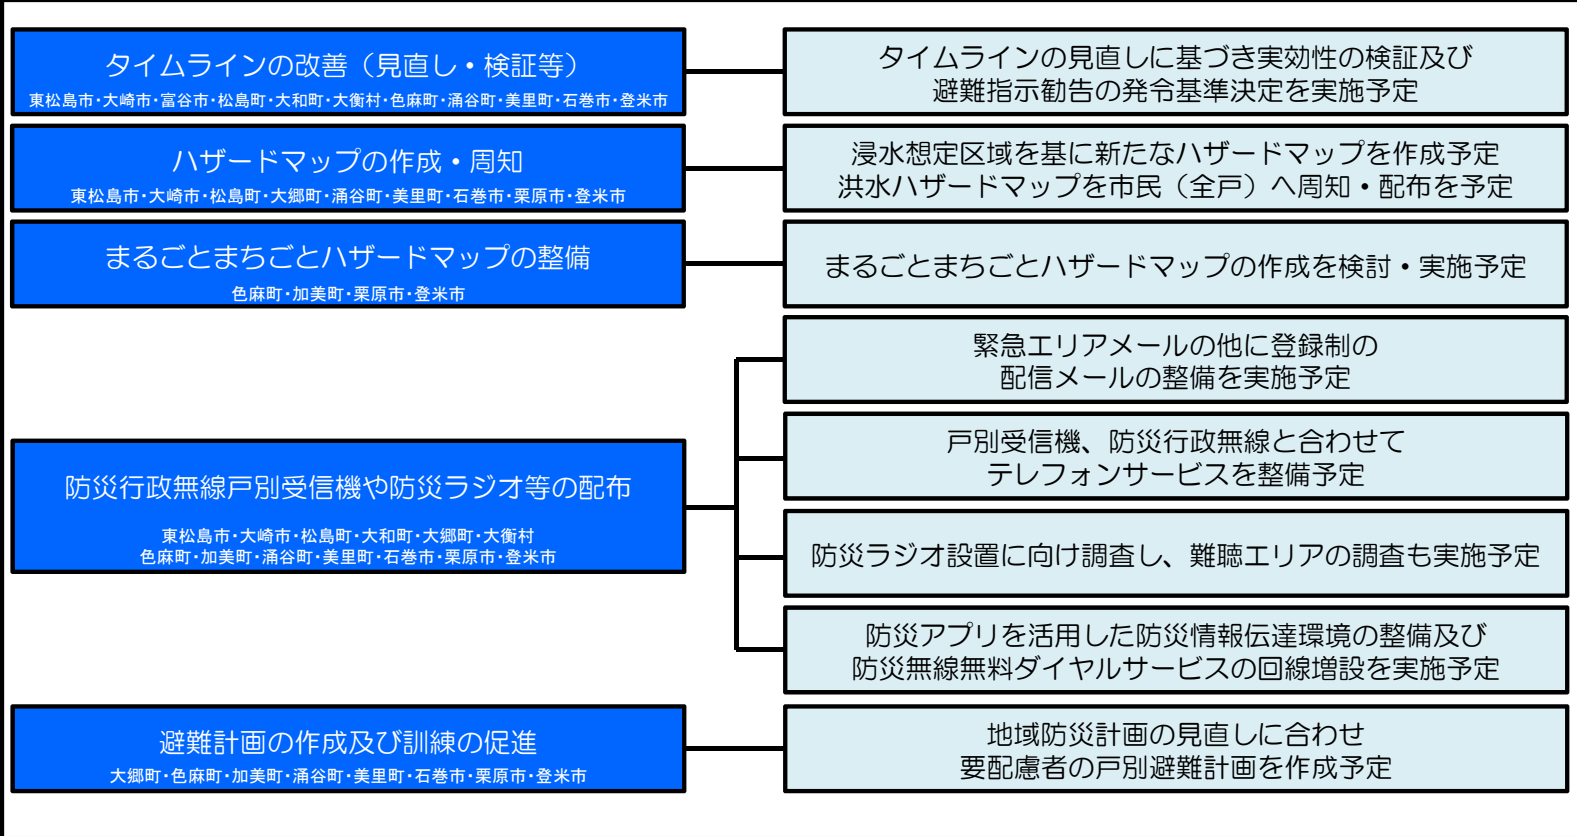 タイムラインの改善（見直し・検証等）
東松島市・大崎市・富谷市・松島町・大和町・大衡村・色麻町・涌谷町・美里町・石巻市・登米市
タイムラインの見直しに基づき実効性の検証及び
避難指示勧告の発令基準決定を実施予定
ハザードマップの作成・周知
東松島市・大崎市・松島町・大郷町・涌谷町・美里町・石巻市・栗原市・登米市
浸水想定区域を基に新たなハザードマップを作成予定
洪水ハザードマップを市民（全戸）へ周知・配布を予定
まるごとまちごとハザードマップの整備
色麻町・加美町・栗原市・登米市
まるごとまちごとハザードマップの作成を検討・実施予定
防災行政無線戸別受信機や防災ラジオ等の配布
東松島市・大崎市・松島町・大和町・大郷町・大衡村
色麻町・加美町・涌谷町・美里町・石巻市・栗原市・登米市
緊急エリアメールの他に登録制の
配信メールの整備を実施予定
戸別受信機、防災行政無線と合わせて
テレフォンサービスを整備予定
防災ラジオ設置に向け調査し、難聴エリアの調査も実施予定
防災アプリを活用した防災情報伝達環境の整備及び
防災無線無料ダイヤルサービスの回線増設を実施予定
避難計画の作成及び訓練の促進
大郷町・色麻町・加美町・涌谷町・美里町・石巻市・栗原市・登米市
地域防災計画の見直しに合わせ
要配慮者の戸別避難計画を作成予定